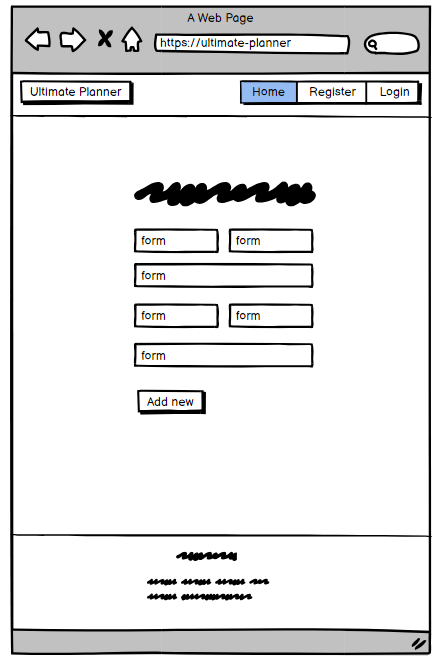 A Web Page
https://ultimate-planner
Ultimate Planner Home Register Login
form form
form
form form
form
Add new